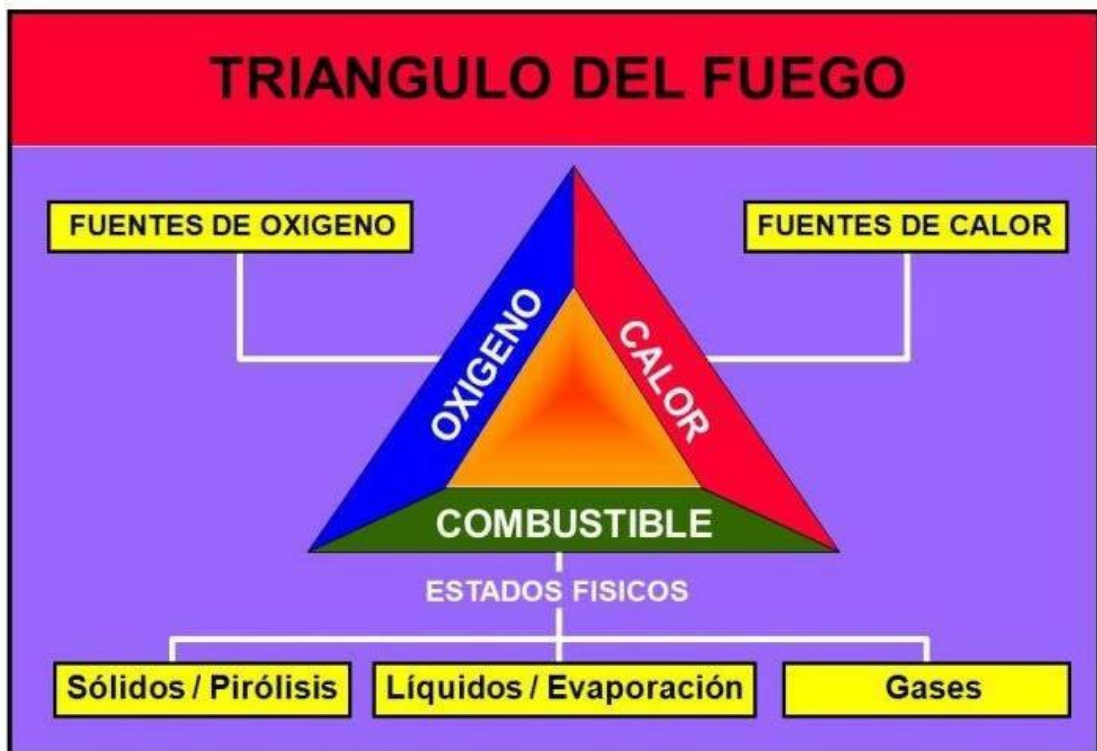 TRIANGULO DEL FUEGO
FUENTES DE OXIGENO
FUENTES DE CALOR
OXIGENO
CALOR
COMBUSTIBLE
ESTADOS FISICOS
Sólidos / Pirólisis
Líquidos / Evaporación
Gases